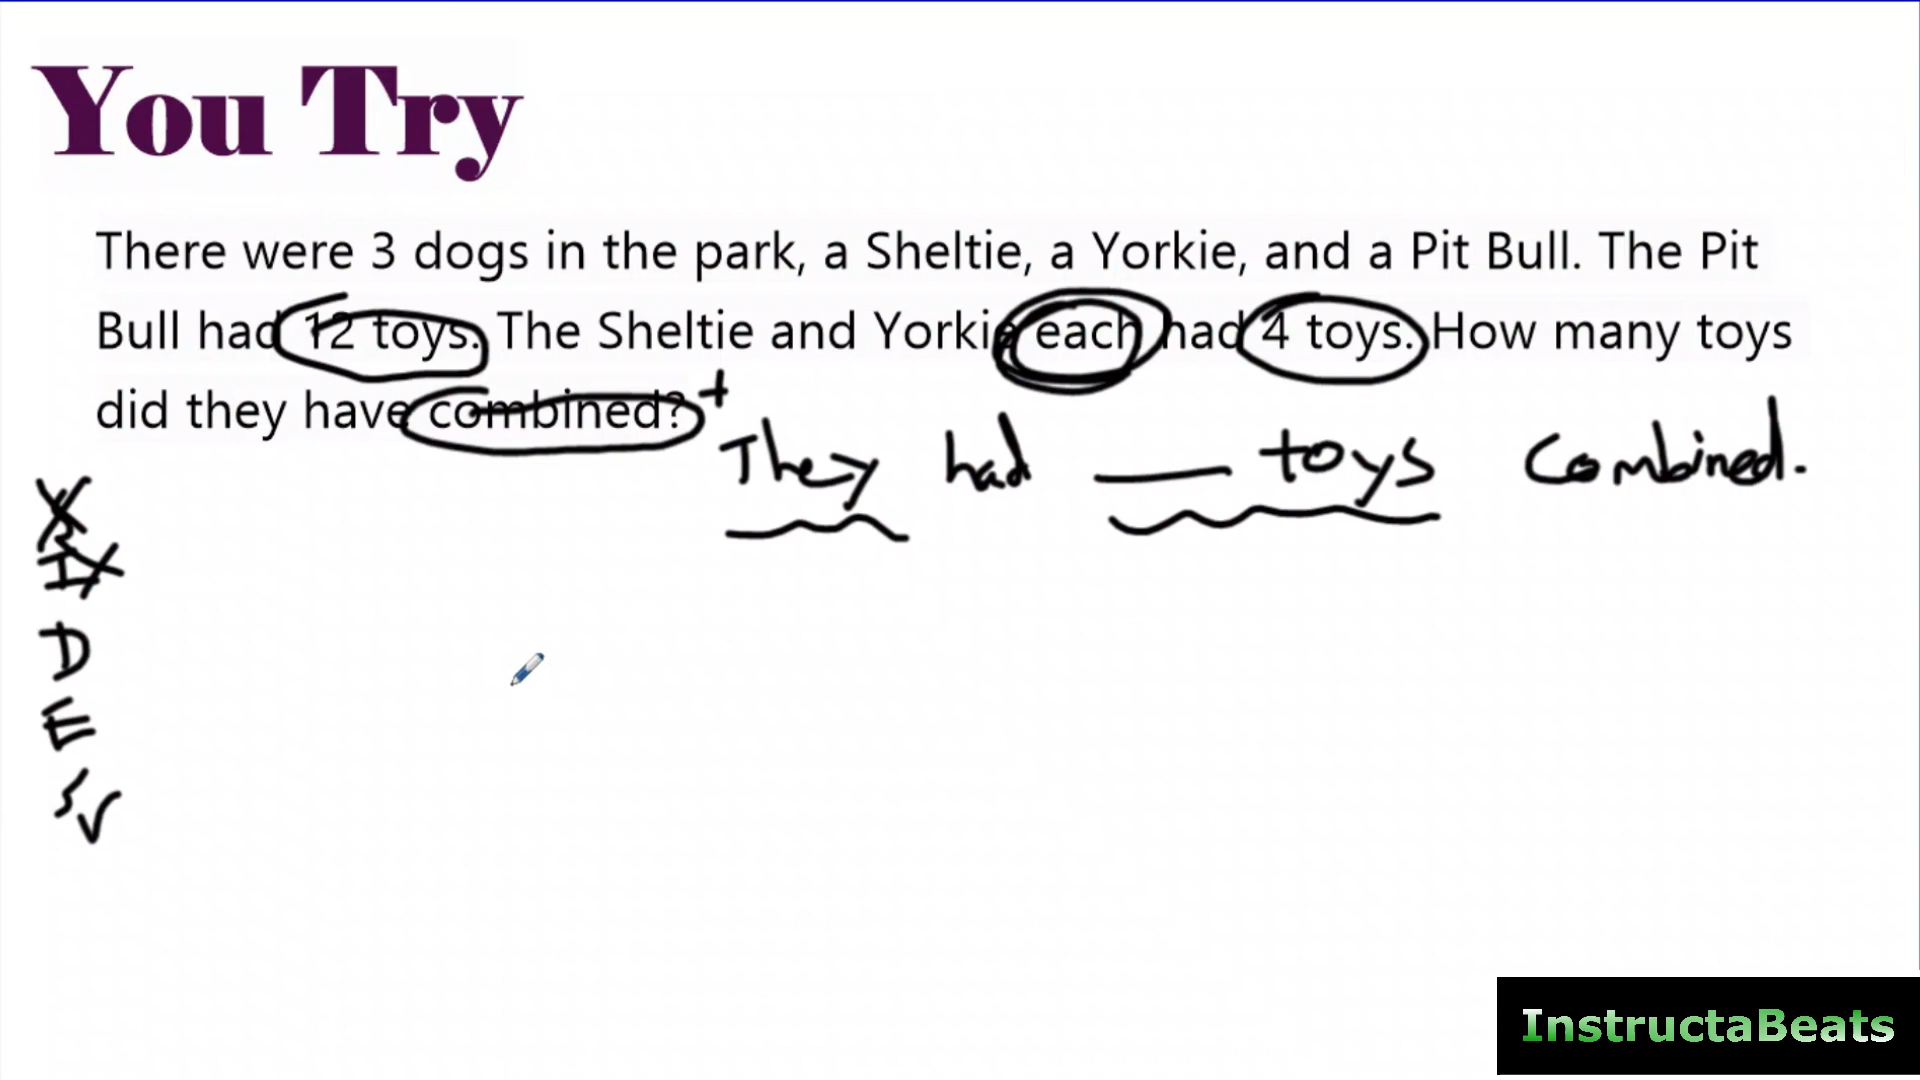 You Try
There were 3 dogs in the park, a Sheltie, a Yorkie, and a Pit Bull. The Pit
Bull had 12 toys. The Sheltie and Yorkie each had 4 toys. How many toys
did they have combined? +
They had ___ toys combined.
D
E
S √
InstructaBeats